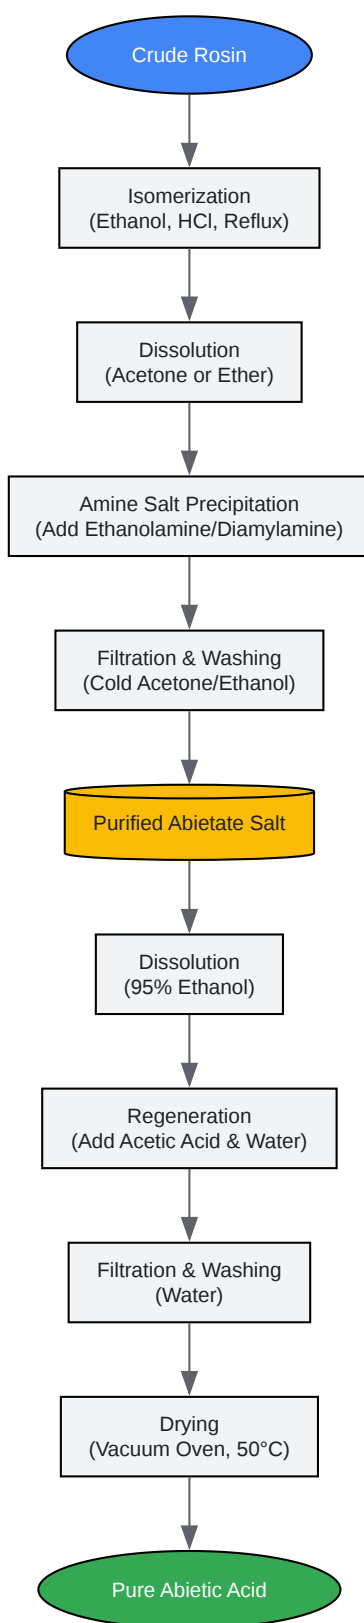 Crude Rosin
Isomerization
(Ethanol, HCl, Reflux)
Dissolution
(Acetone or Ether)
Amine Salt Precipitation
(Add Ethanolamine/Diamylamine)
Filtration & Washing
(Cold Acetone/Ethanol)
Purified Abietate Salt
Dissolution
(95% Ethanol)
Regeneration
(Add Acetic Acid & Water)
Filtration & Washing
(Water)
Drying
(Vacuum Oven, 50°C)
Pure Abietic Acid